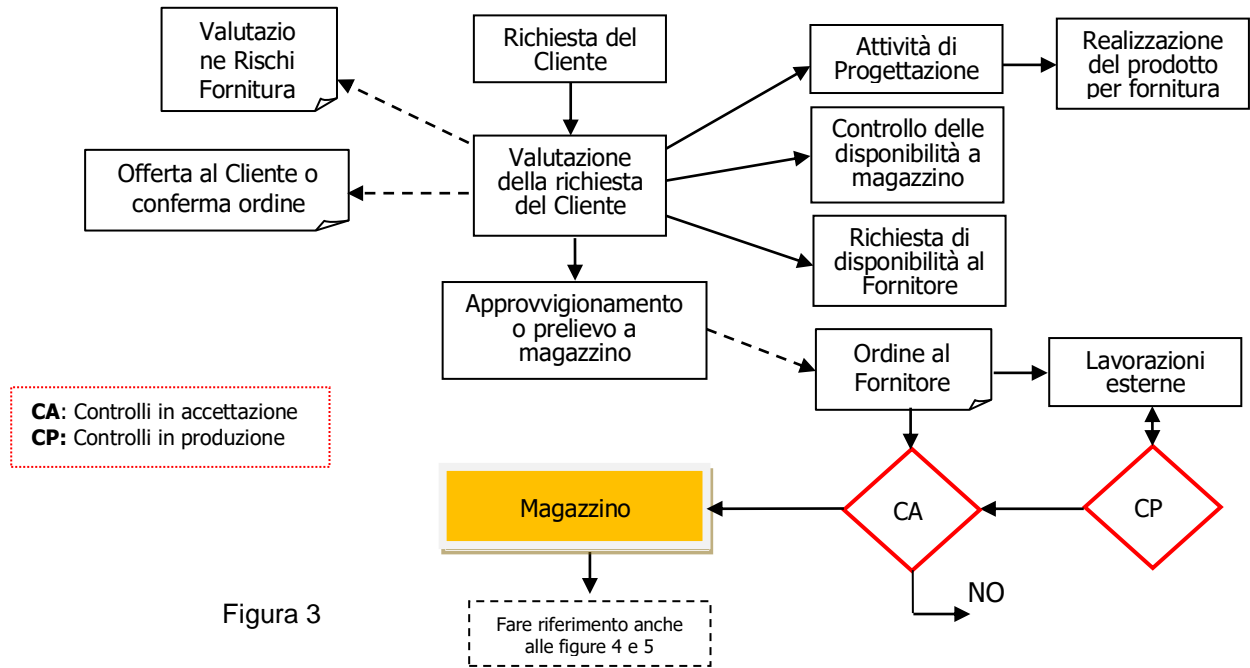 Valutazio
ne Rischi
Fornitura
Richiesta del
Cliente
Attività di
Progettazione
Realizzazione
del prodotto
per fornitura
Offerta al Cliente o
conferma ordine
Valutazione
della richiesta
del Cliente
Controllo delle
disponibilità a
magazzino
Richiesta di
disponibilità al
Fornitore
Approvvigionamento
o prelievo a
magazzino
Ordine al
Fornitore
Lavorazioni
esterne
CA: Controlli in accettazione
CP: Controlli in produzione
Magazzino
CA
CP
NO
Figura 3
Fare riferimento anche
alle figure 4 e 5